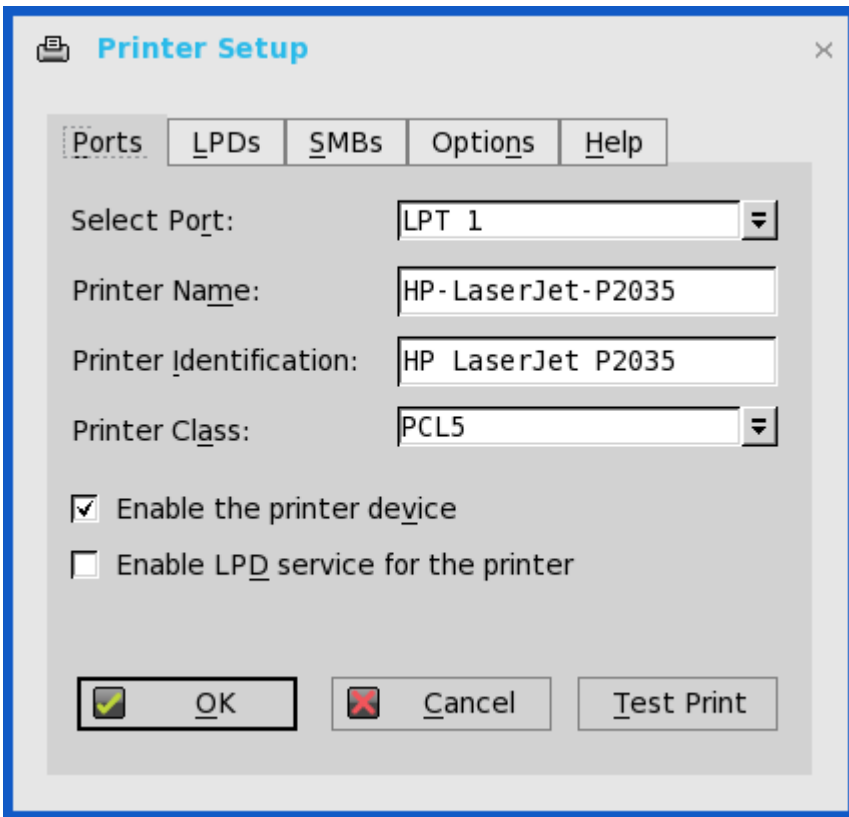 Printer Setup
Ports LPDs SMBs Options Help
Select Port: LPT 1
Printer Name: HP-LaserJet-P2035
Printer Identification: HP LaserJet P2035
Printer Class: PCL5
Enable the printer device
Enable LPD service for the printer
OK Cancel Test Print